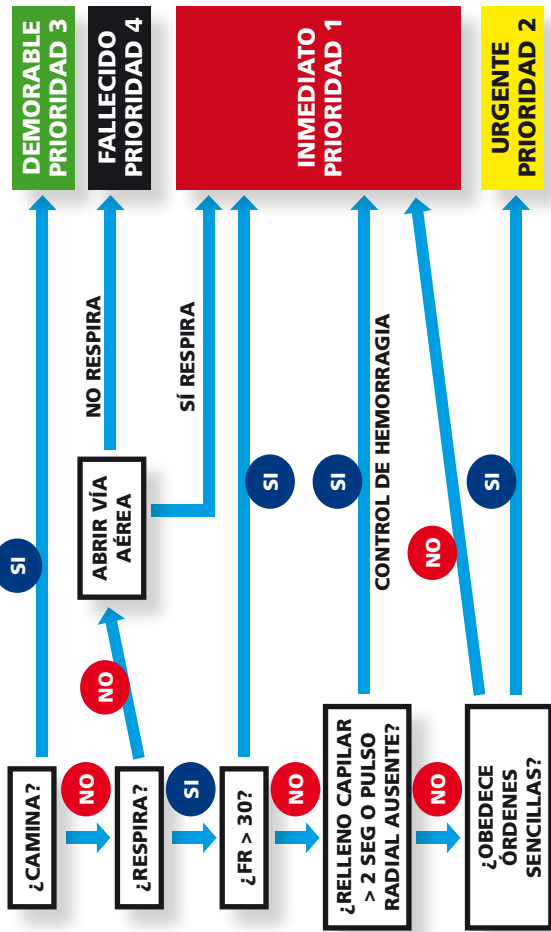 ¿CAMINA?
SI
DEMORABLE
PRIORIDAD 3
NO
¿RESPIRA?
NO
ABRIR VÍA
AÉREA
NO RESPIRA
FALLECIDO
PRIORIDAD 4
SÍ RESPIRA
SI
¿FR > 30?
SI
INMEDIATO
PRIORIDAD 1
NO
¿RELLENO CAPILAR
> 2 SEG O PULSO
RADIAL AUSENTE?
SI
CONTROL DE HEMORRAGIA
NO
¿OBEDECE
ÓRDENES
SENCILLAS?
NO
SI
URGENTE
PRIORIDAD 2